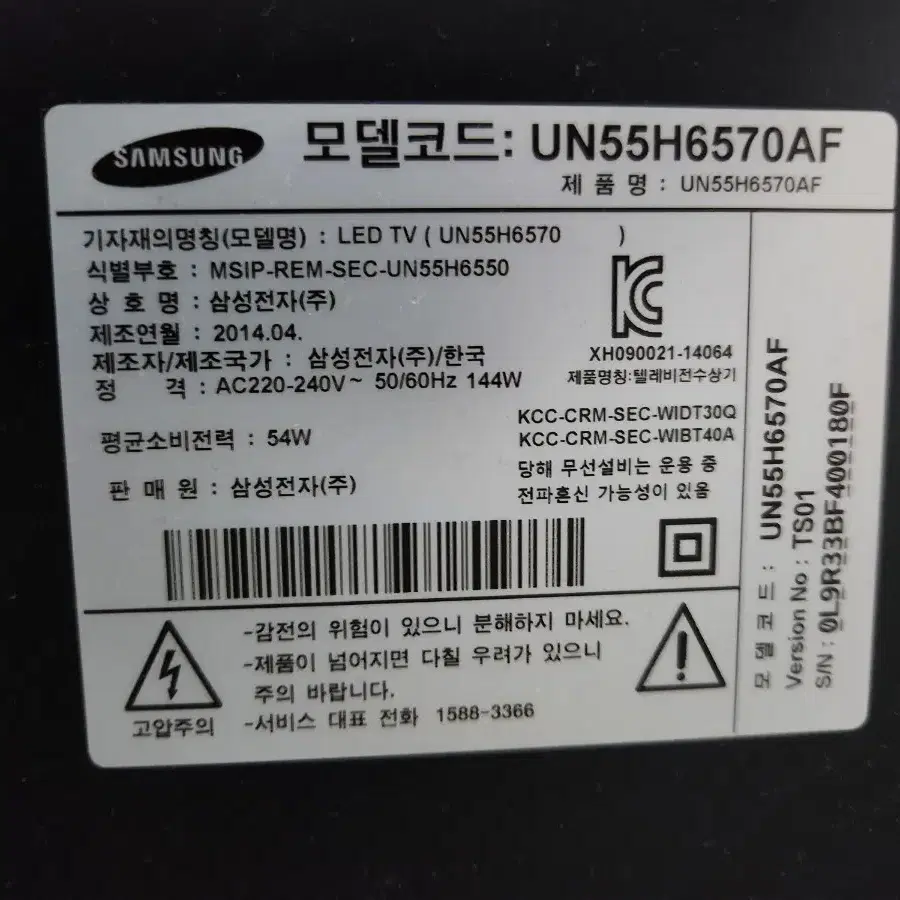 SAMSUNG
모델코드: UN55H6570AF
제 품 명 : UN55H6570AF
기자재의명칭(모델명) : LED TV ( UN55H6570 )
식별부호 : MSIP-REM-SEC-UN55H6550
상 호 명 : 삼성전자(주)
제조연월 : 2014.04.
제조자/제조국가 : 삼성전자(주)/한국
정 격 : AC220-240V~ 50/60Hz 144W
평균소비전력 : 54W
판 매 원 : 삼성전자(주)
XH090021-14064
제품명칭:텔레비전수상기
KCC-CRM-SEC-WIDT30Q
KCC-CRM-SEC-WIBT40A
당해 무선설비는 운용 중
전파혼신 가능성이 있음
고압주의
-감전의 위험이 있으니 분해하지 마세요.
-제품이 넘어지면 다칠 우려가 있으니
주의 바랍니다.
-서비스 대표 전화 1588-3366
모 델 코 드 : UN55H6570AF
Version No : TS01
S/N : 0L9R33BF400180F